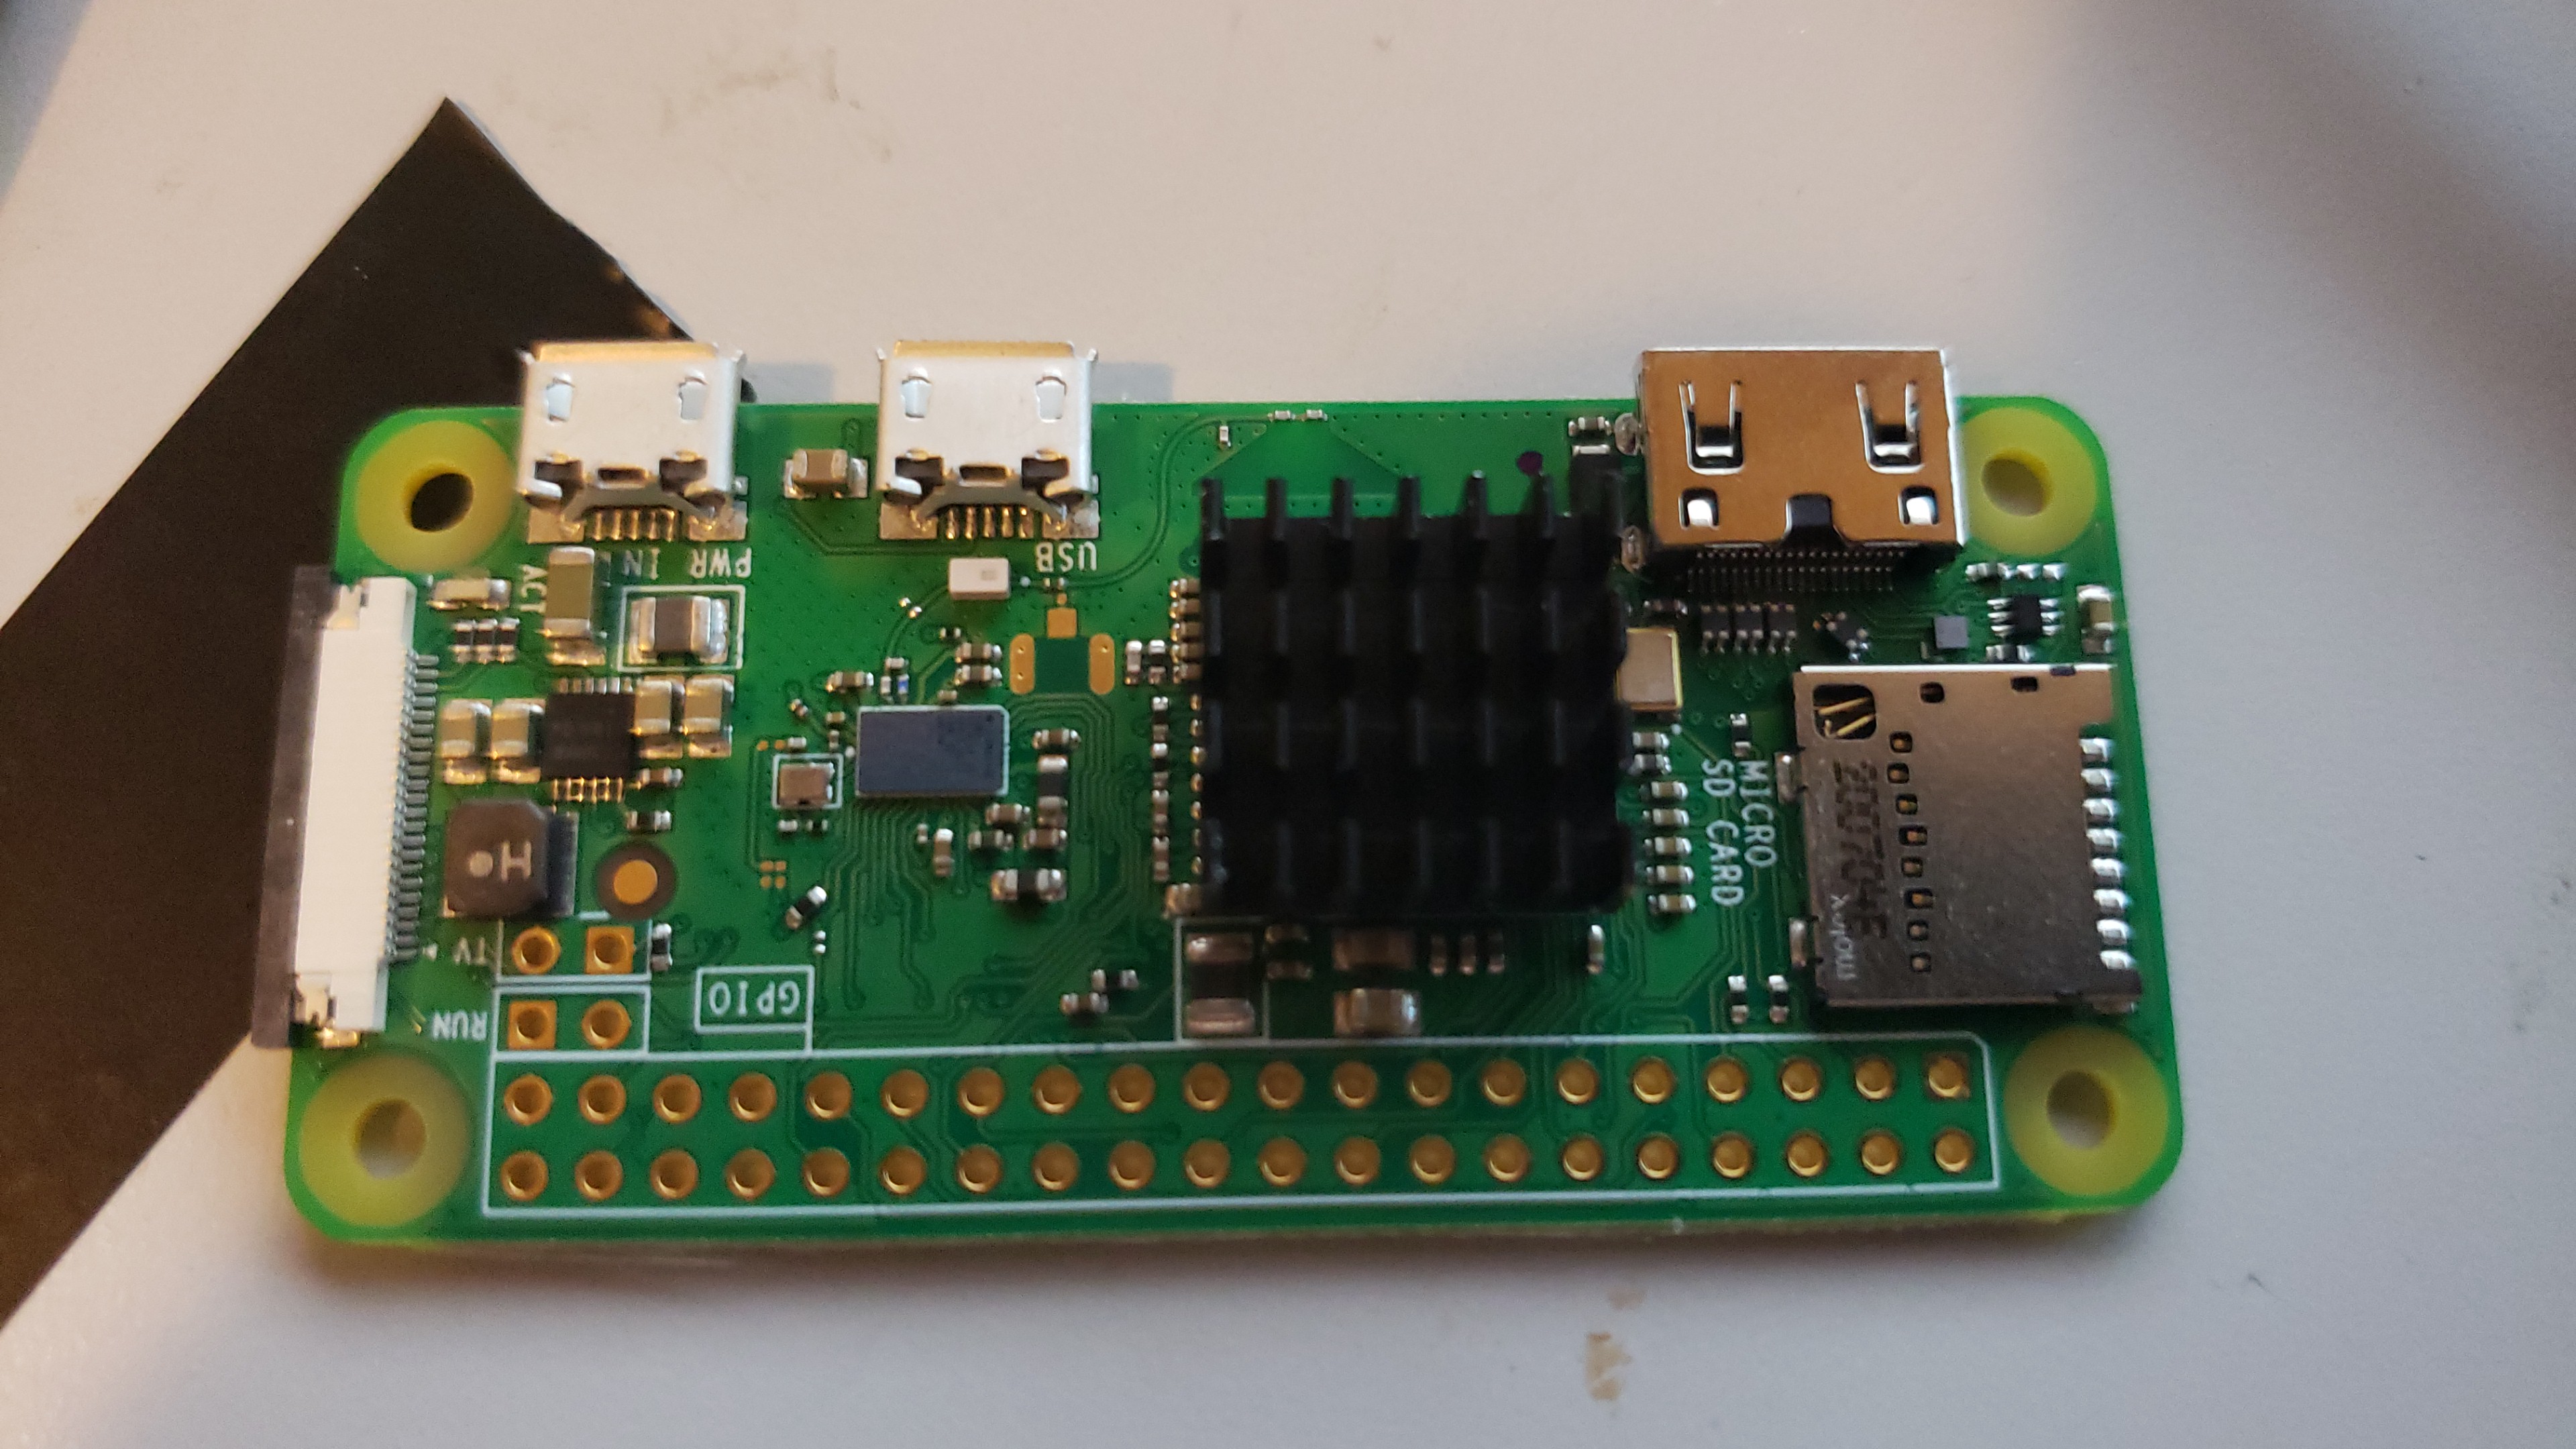 RUN
TV
H
ACT
PWR IN
GPIO
USB
MICRO
SD CARD
molex